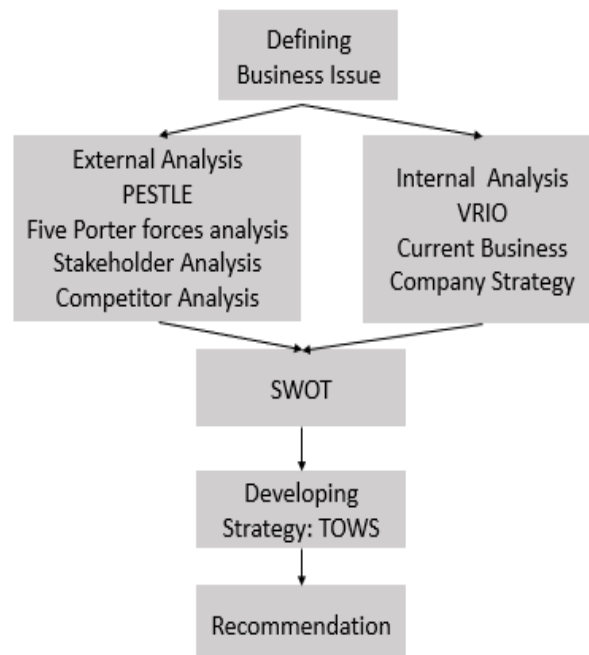 Defining
Business Issue
External Analysis
PESTLE
Five Porter forces analysis
Stakeholder Analysis
Competitor Analysis
Internal Analysis
VRIO
Current Business
Company Strategy
SWOT
Developing
Strategy: TOWS
Recommendation